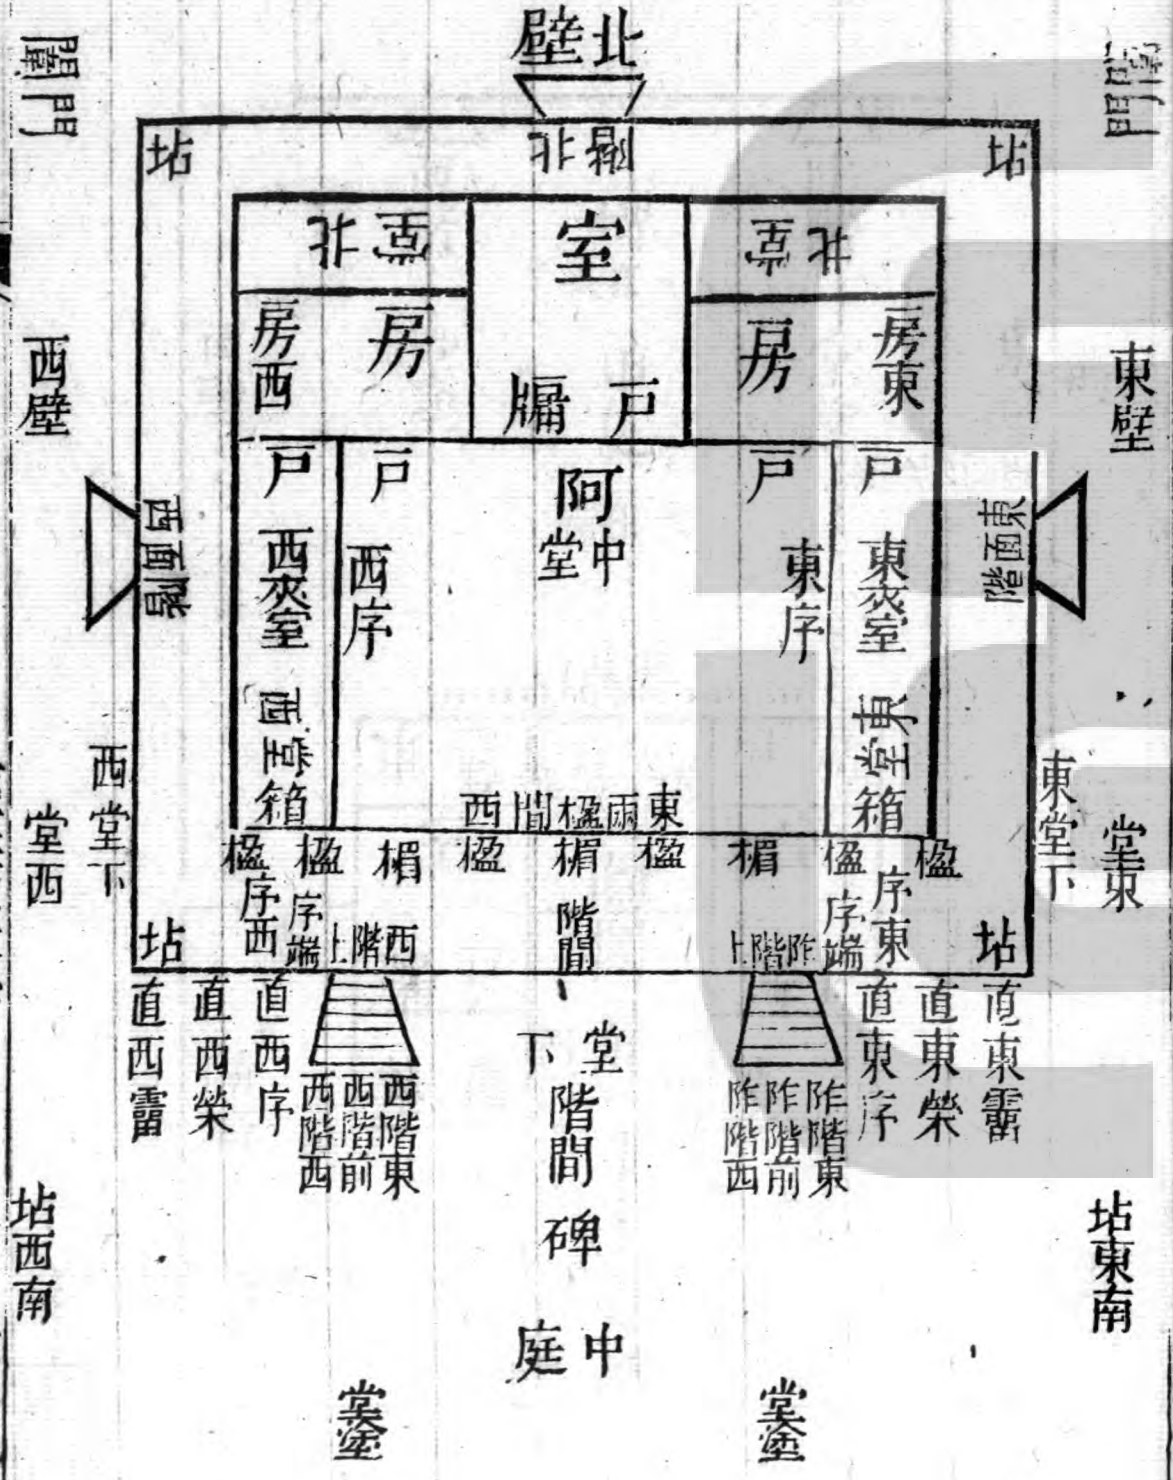 北壁
闈門
闈門
坫
北階
坫
北堂
室
北堂
房東
房
房西
房
戶牖
東壁
西壁
戶
戶
阿
中堂
戶
戶
東面階
西面階
東夾室
東序
西序
西夾室
東堂
西堂
箱
箱
東兩楹間西
楹
楹
楣
楹
楣
楹
楣
楹
楹
東堂下
堂東
西堂下
堂西
序東
序端
阼階上
階間
西階上
序端
序西
坫
坫
直東霤
直東榮
直東序
直西序
直西榮
直西霤
堂下
阼階東
阼階前
阼階西
階間
西階東
西階前
西階西
碑
坫東南
坫西南
中庭
堂塗
堂塗